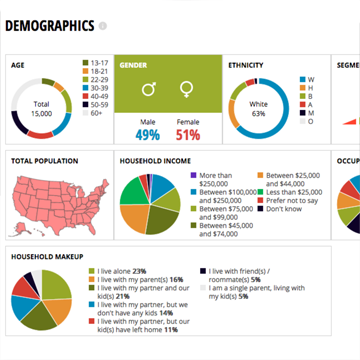 DEMOGRAPHICS
AGE
Total
15,000
13-17
18-21
22-29
30-39
40-49
50-59
60+
GENDER
Male
49%
Female
51%
ETHNICITY
White
63%
W
H
B
A
M
O
SEGME
TOTAL POPULATION
HOUSEHOLD INCOME
More than
$250,000
Between $100,000
and $250,000
Between $75,000
and $99,000
Between $45,000
and $74,000
Between $25,000
and $44,000
Less than $25,000
Prefer not to say
Don't know
OCCUP
HOUSEHOLD MAKEUP
I live alone 23%
I live with my parent(s) 16%
I live with my partner and our
kid(s) 21%
I live with my partner, but we
don't have any kids 14%
I live with my partner, but our
kid(s) have left home 11%
I live with friend(s) /
roommate(s) 5%
I am a single parent, living with
my kid(s) 5%